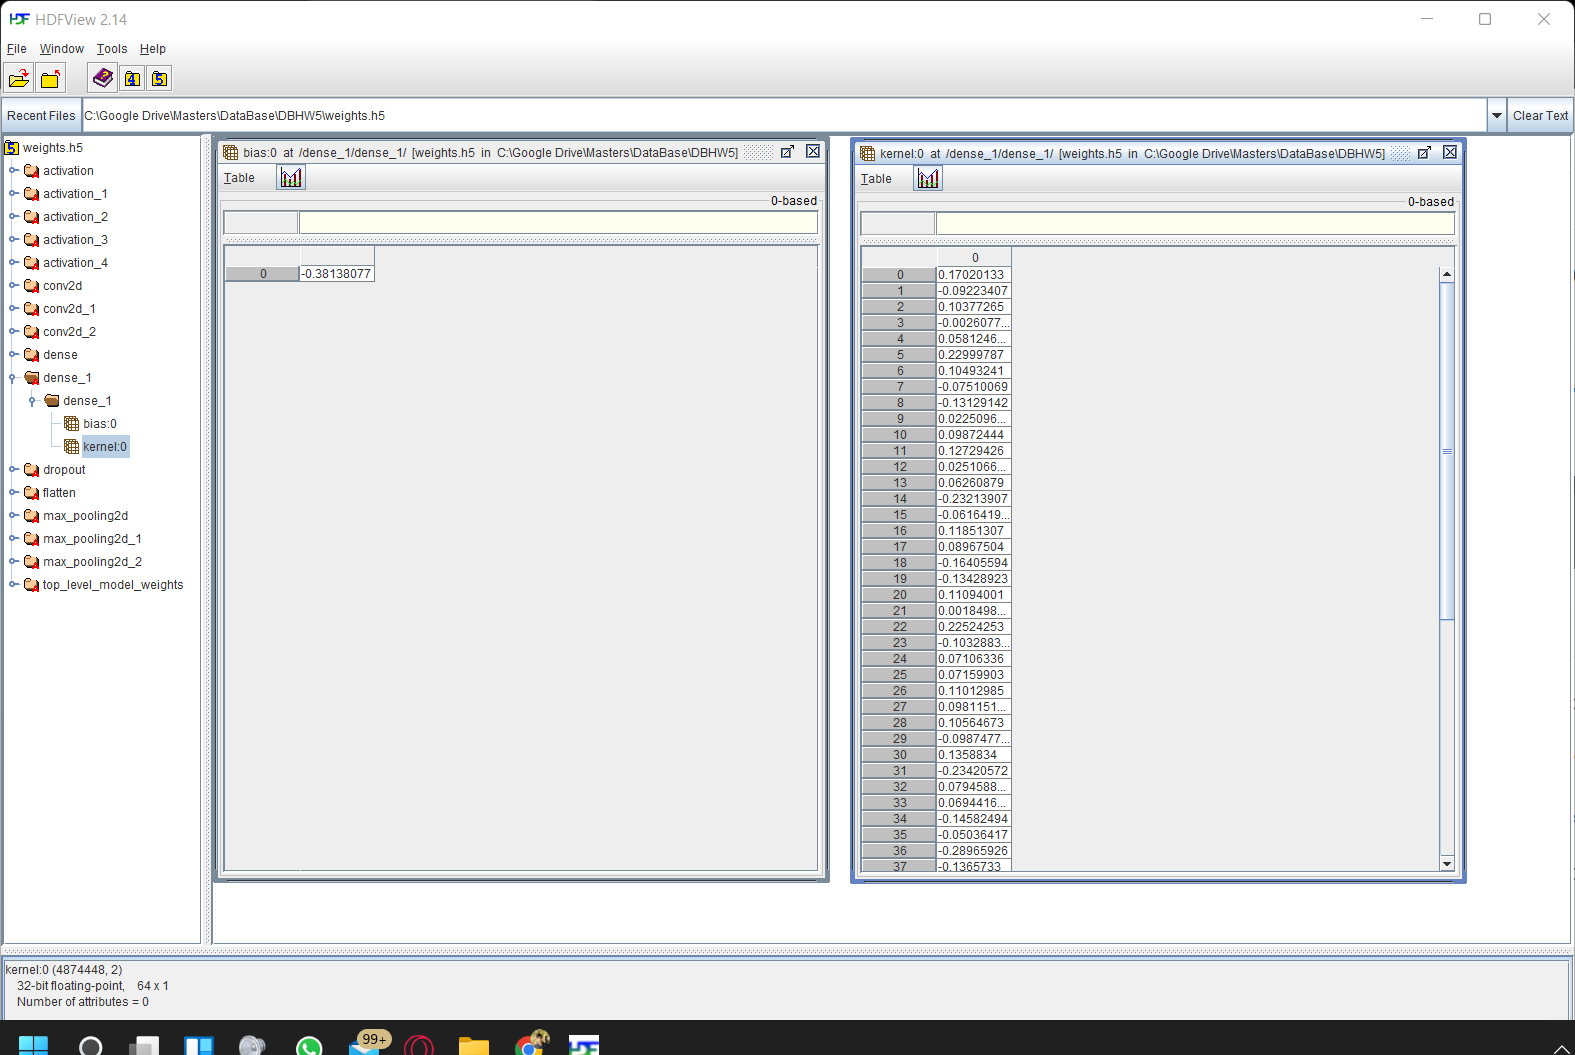 HDF HDFView 2.14
File Window Tools Help
4 5
Recent Files C:\Google Drive\Masters\DataBase\DBHW5\weights.h5 Clear Text
5 weights.h5
activation
activation_1
activation_2
activation_3
activation_4
conv2d
conv2d_1
conv2d_2
dense
dense_1
dense_1
bias:0
kernel:0
dropout
flatten
max_pooling2d
max_pooling2d_1
max_pooling2d_2
top_level_model_weights
bias:0 at /dense_1/dense_1/ [weights.h5 in C:\Google Drive\Masters\DataBase\DBHW5]
Table
0-based
0 -0.38138077
kernel:0 at /dense_1/dense_1/ [weights.h5 in C:\Google Drive\Masters\DataBase\DBHW5]
Table
0-based
0
0 0.17020133
1 -0.09223407
2 0.10377265
3 -0.0026077...
4 0.0581246...
5 0.22999787
6 0.10493241
7 -0.07510069
8 -0.13129142
9 0.0225096...
10 0.09872444
11 0.12729426
12 0.0251066...
13 0.06260879
14 -0.23213907
15 -0.0616419...
16 0.11851307
17 0.08967504
18 -0.16405594
19 -0.13428923
20 0.11094001
21 0.0018498...
22 0.22524253
23 -0.1032883...
24 0.07106336
25 0.07159903
26 0.11012985
27 0.0981151...
28 0.10564673
29 -0.0987477...
30 0.1358834
31 -0.23420572
32 0.0794588...
33 0.0694416...
34 -0.14582494
35 -0.05036417
36 -0.28965926
37 -0.1365733
kernel:0 (4874448, 2)
32-bit floating-point, 64 x 1
Number of attributes = 0
99+
HDF